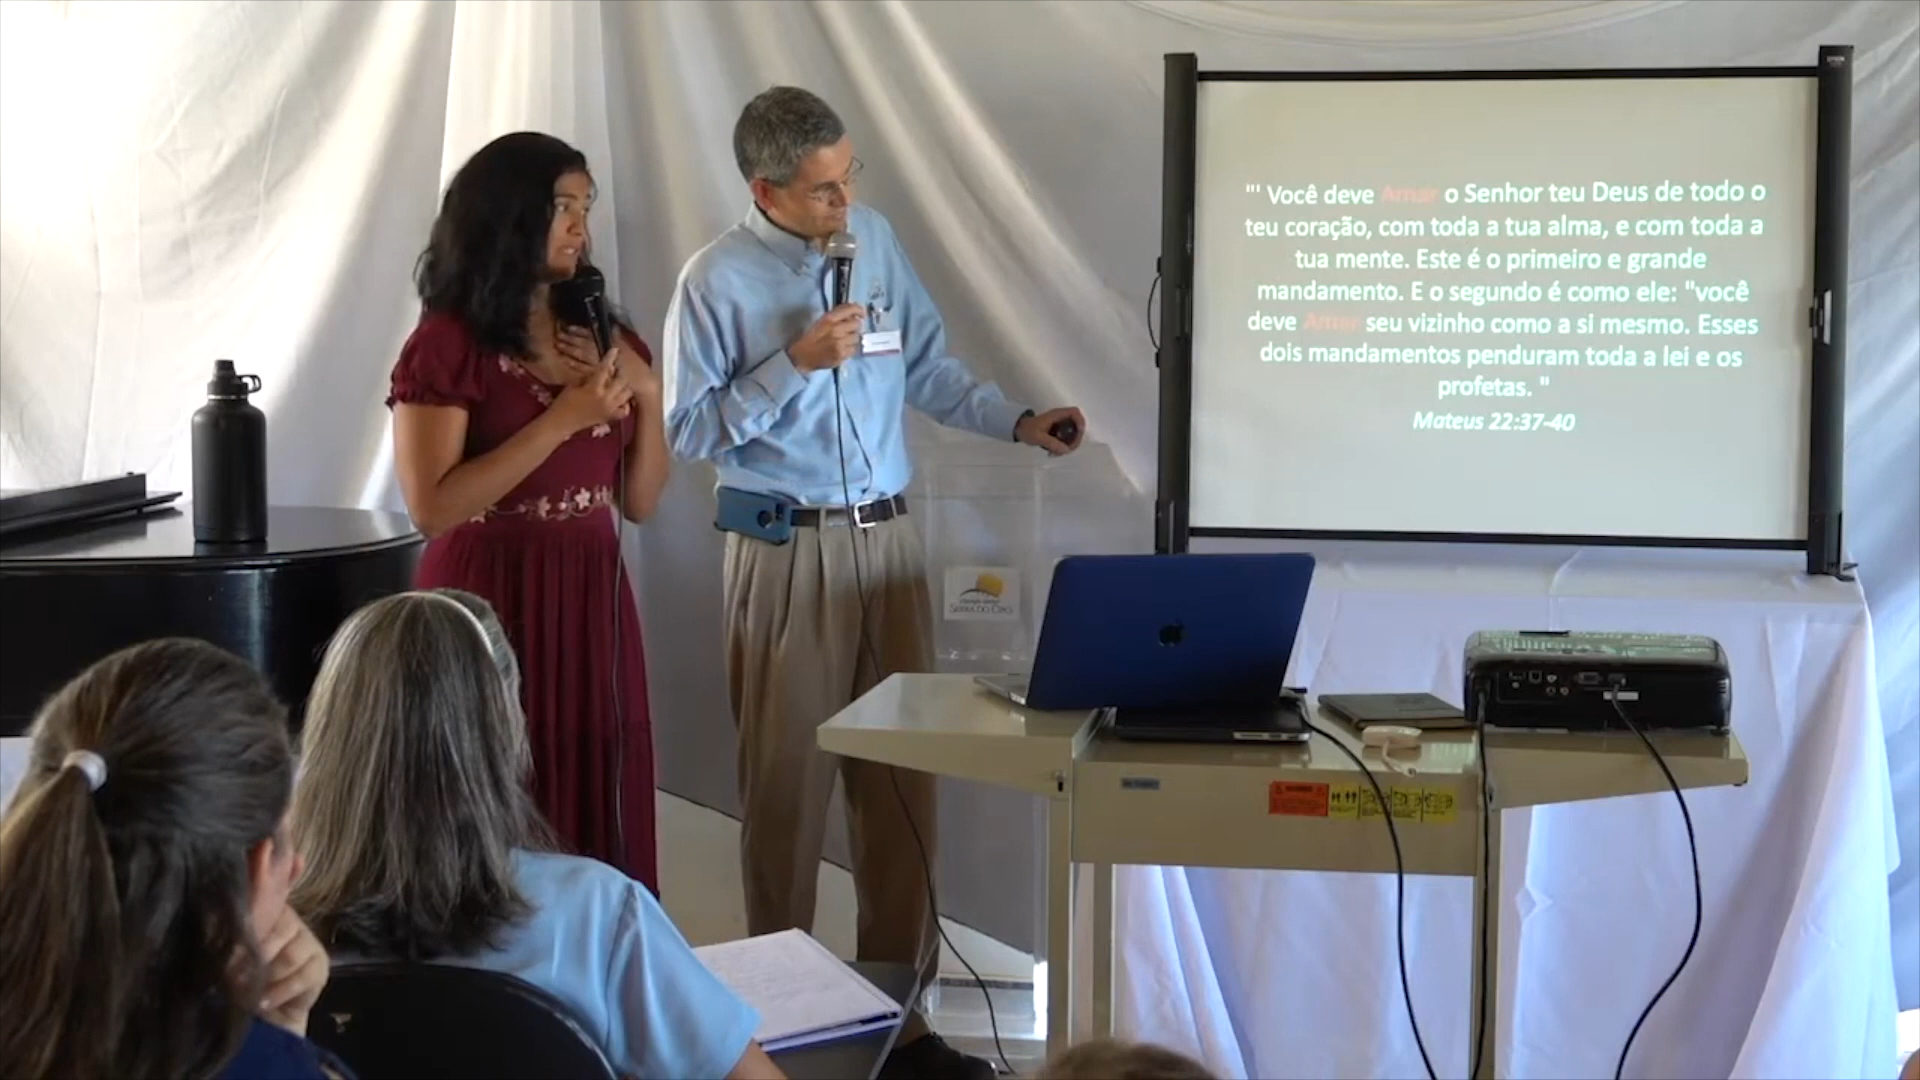 "' Você deve Amar o Senhor teu Deus de todo o
teu coração, com toda a tua alma, e com toda a
tua mente. Este é o primeiro e grande
mandamento. E o segundo é como ele: "você
deve Amar seu vizinho como a si mesmo. Esses
dois mandamentos penduram toda a lei e os
profetas. "
Mateus 22:37-40
EPSON